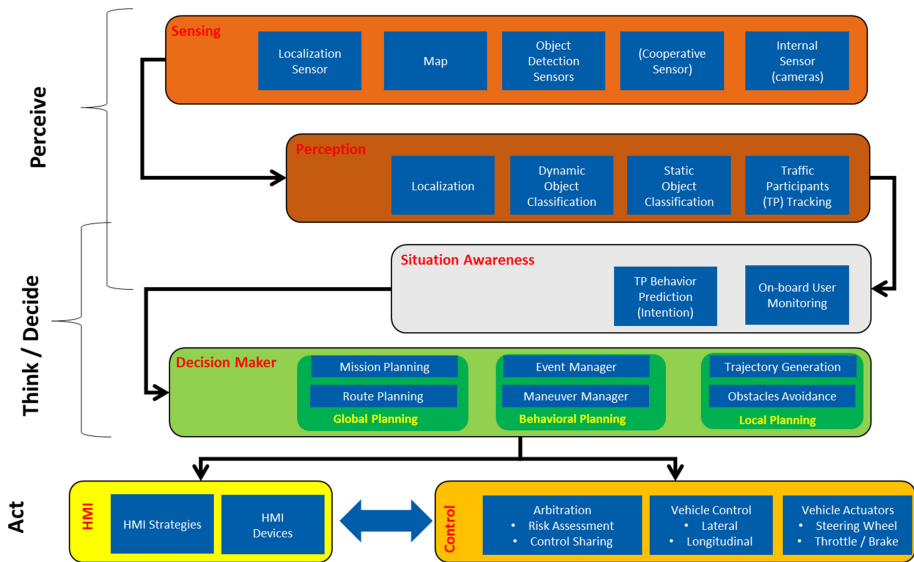 Perceive
Sensing
Localization
Sensor
Map
Object
Detection
Sensors
(Cooperative
Sensor)
Internal
Sensor
(cameras)
Perception
Localization
Dynamic
Object
Classification
Static
Object
Classification
Traffic
Participants
(TP) Tracking
Think / Decide
Situation Awareness
TP Behavior
Prediction
(Intention)
On-board User
Monitoring
Decision Maker
Mission Planning
Route Planning
Global Planning
Event Manager
Maneuver Manager
Behavioral Planning
Trajectory Generation
Obstacles Avoidance
Local Planning
Act
HMI
HMI Strategies
HMI
Devices
Control
Arbitration
• Risk Assessment
• Control Sharing
Vehicle Control
• Lateral
• Longitudinal
Vehicle Actuators
• Steering Wheel
• Throttle / Brake